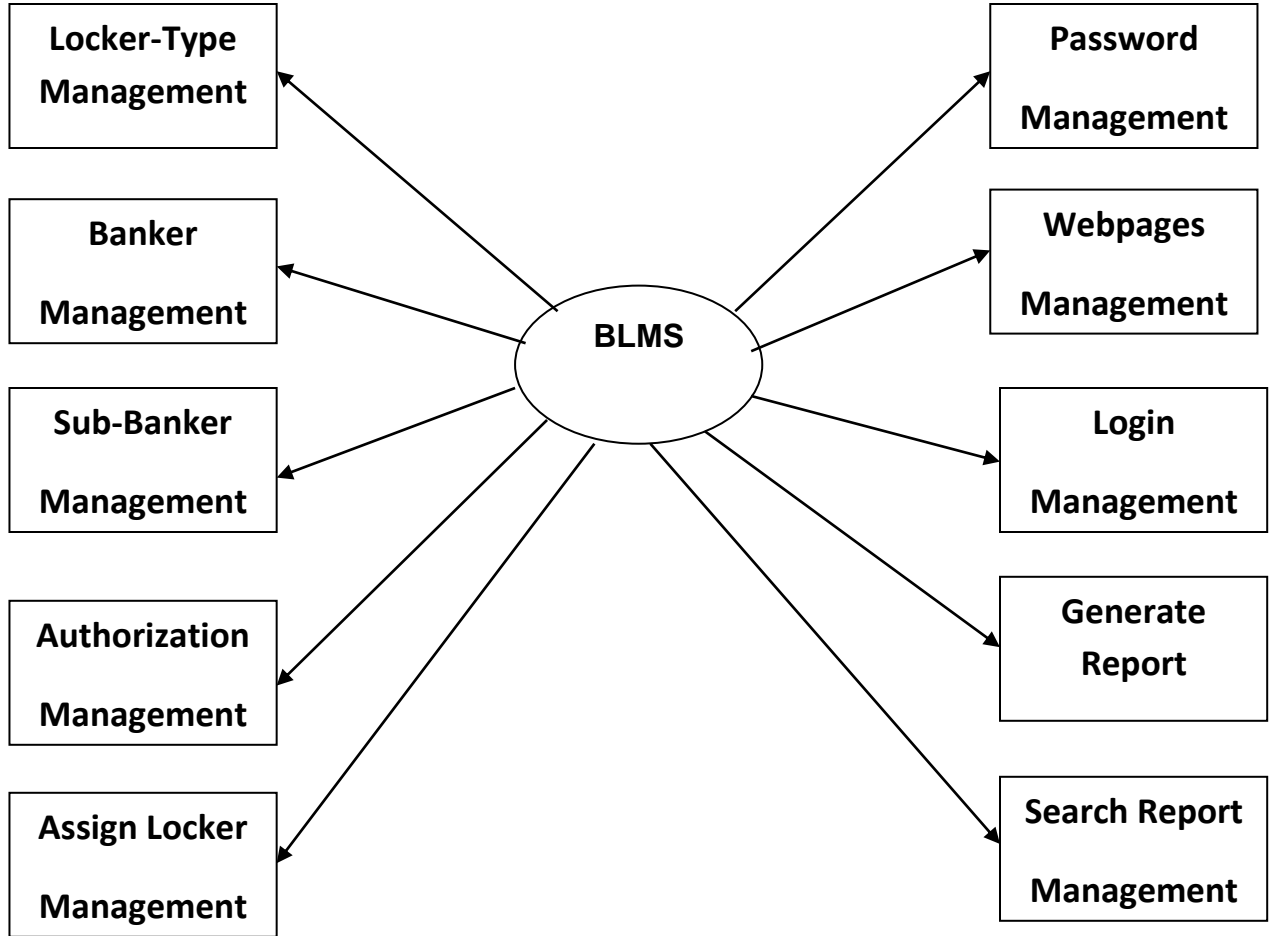 Locker-Type
Management
Banker
Management
Sub-Banker
Management
Authorization
Management
Assign Locker
Management
BLMS
Password
Management
Webpages
Management
Login
Management
Generate
Report
Search Report
Management